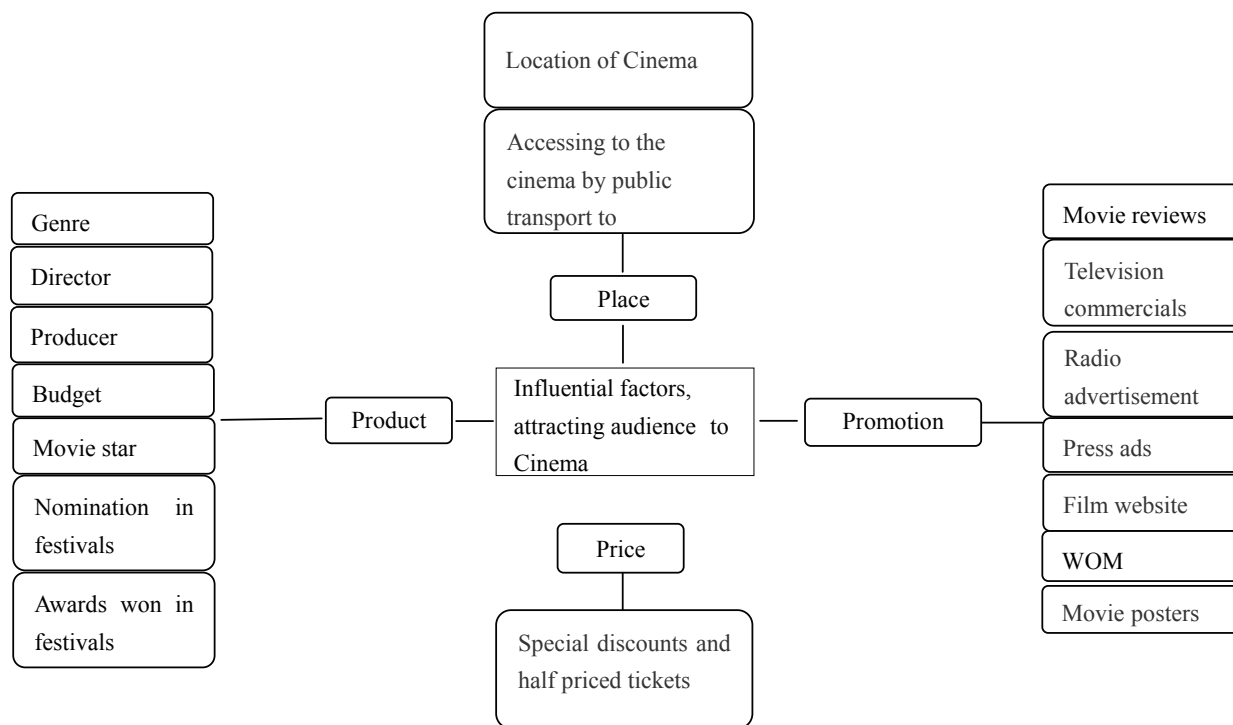 Location of Cinema
Accessing to the
cinema by public
transport to
Place
Genre
Director
Producer
Budget
Movie star
Nomination in
festivals
Awards won in
festivals
Product
Influential factors,
attracting audience to
Cinema
Promotion
Movie reviews
Television
commercials
Radio
advertisement
Press ads
Film website
WOM
Movie posters
Price
Special discounts and
half priced tickets